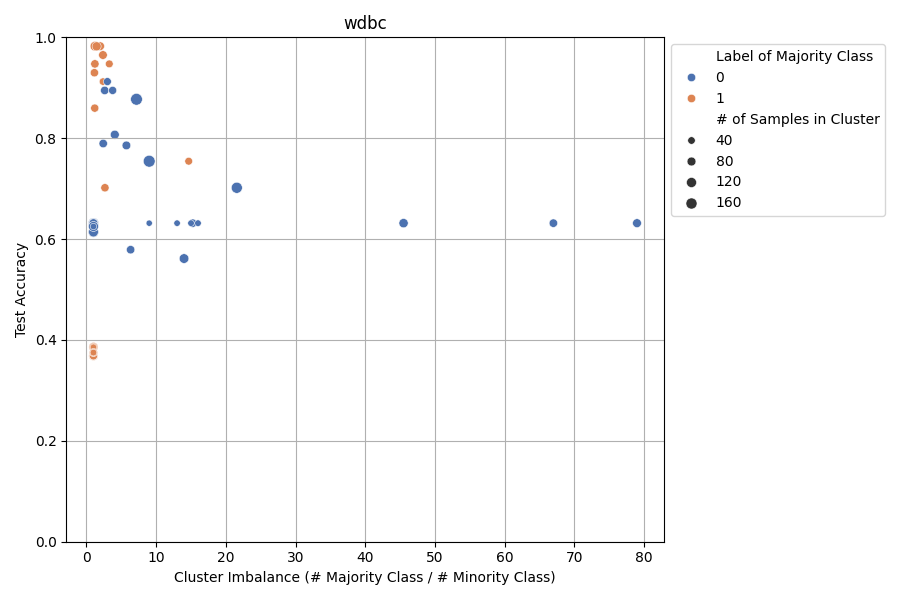 wdbc
1.0
0.8
0.6
0.4
0.2
0.0
Test Accuracy
0 10 20 30 40 50 60 70 80
Cluster Imbalance (# Majority Class / # Minority Class)
Label of Majority Class
0
1
# of Samples in Cluster
40
80
120
160